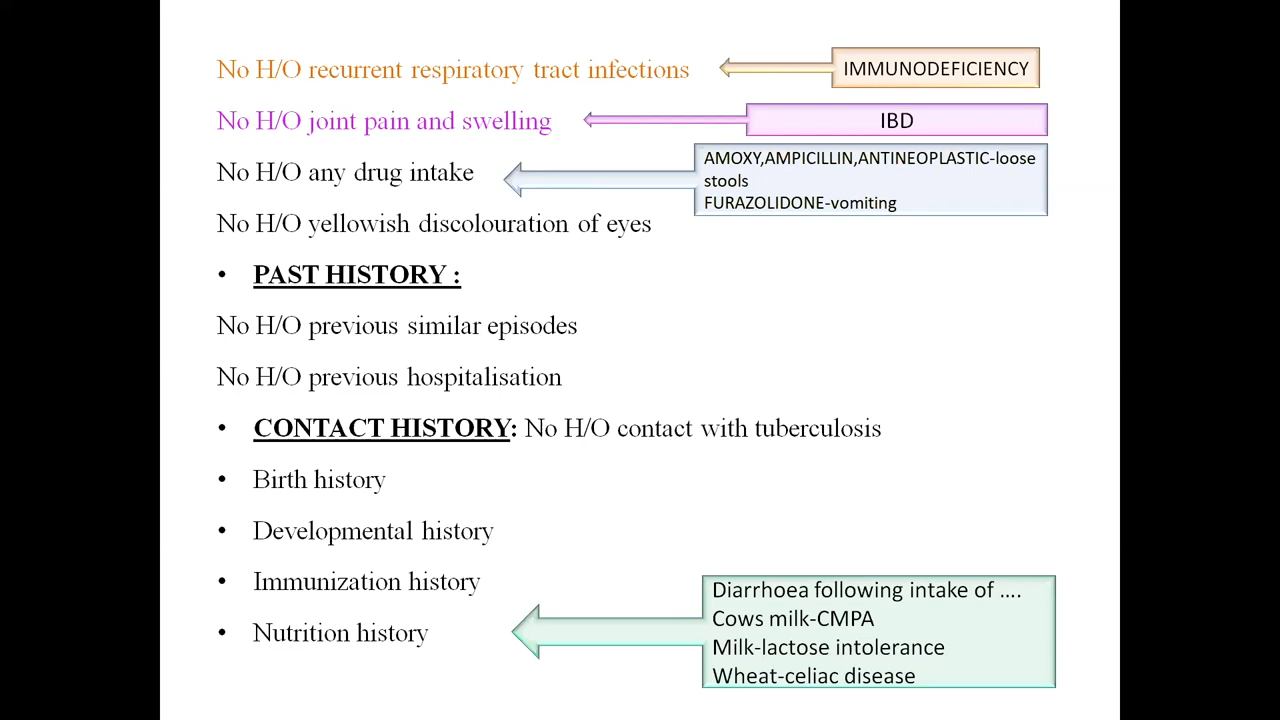 No H/O recurrent respiratory tract infections
IMMUNODEFICIENCY
No H/O joint pain and swelling
IBD
No H/O any drug intake
AMOXY,AMPICILLIN,ANTINEOPLASTIC-loose
stools
FURAZOLIDONE-vomiting
No H/O yellowish discolouration of eyes
• PAST HISTORY :
No H/O previous similar episodes
No H/O previous hospitalisation
• CONTACT HISTORY: No H/O contact with tuberculosis
• Birth history
• Developmental history
• Immunization history
• Nutrition history
Diarrhoea following intake of ....
Cows milk-CMPA
Milk-lactose intolerance
Wheat-celiac disease